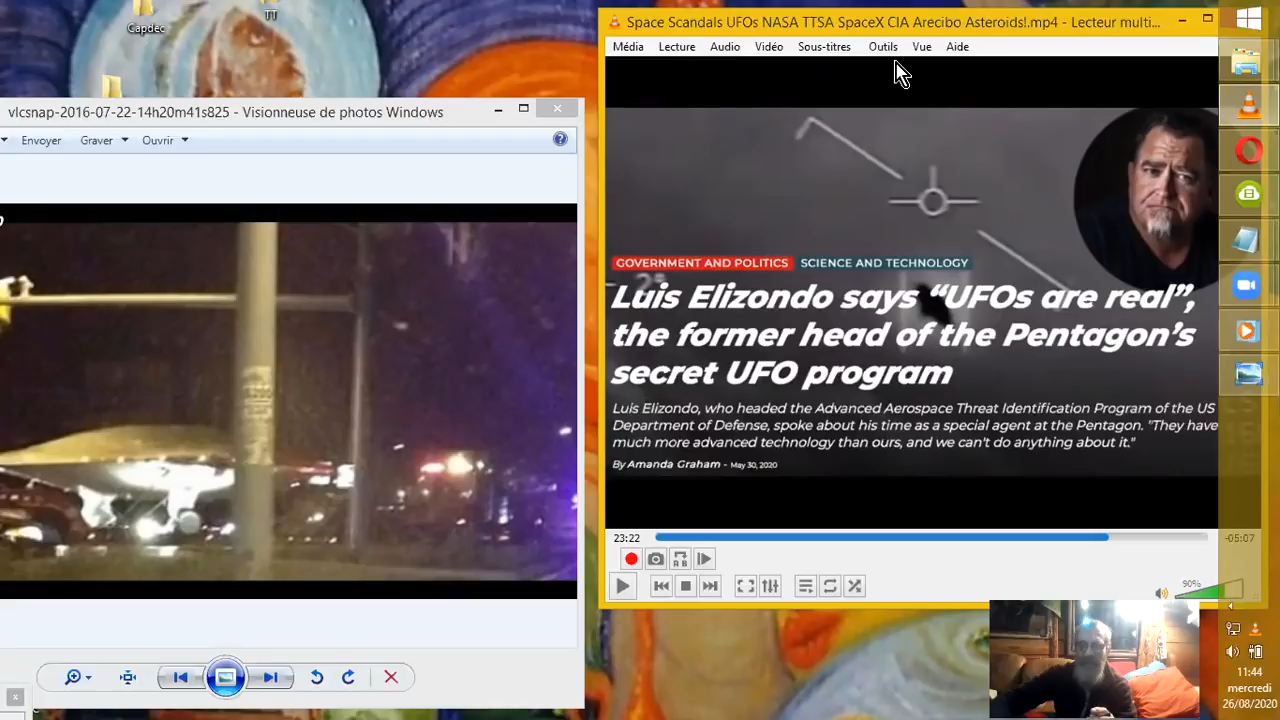 Capdec
TT
vlcsnap-2016-07-22-14h20m41s825 - Visionneuse de photos Windows
Envoyer
Graver
Ouvrir
Space Scandals UFOs NASA TTSA SpaceX CIA Arecibo Asteroids!.mp4 - Lecteur multi...
Média
Lecture
Audio
Vidéo
Sous-titres
Outils
Vue
Aide
GOVERNMENT AND POLITICS
SCIENCE AND TECHNOLOGY
2°
Luis Elizondo says “UFOs are real”,
the former head of the Pentagon’s
secret UFO program
Luis Elizondo, who headed the Advanced Aerospace Threat Identification Program of the US
Department of Defense, spoke about his time as a special agent at the Pentagon. "They have
much more advanced technology than ours, and we can't do anything about it."
By Amanda Graham - May 30, 2020
23:22
-05:07
A B
90%
11:44
mercredi
26/08/2020